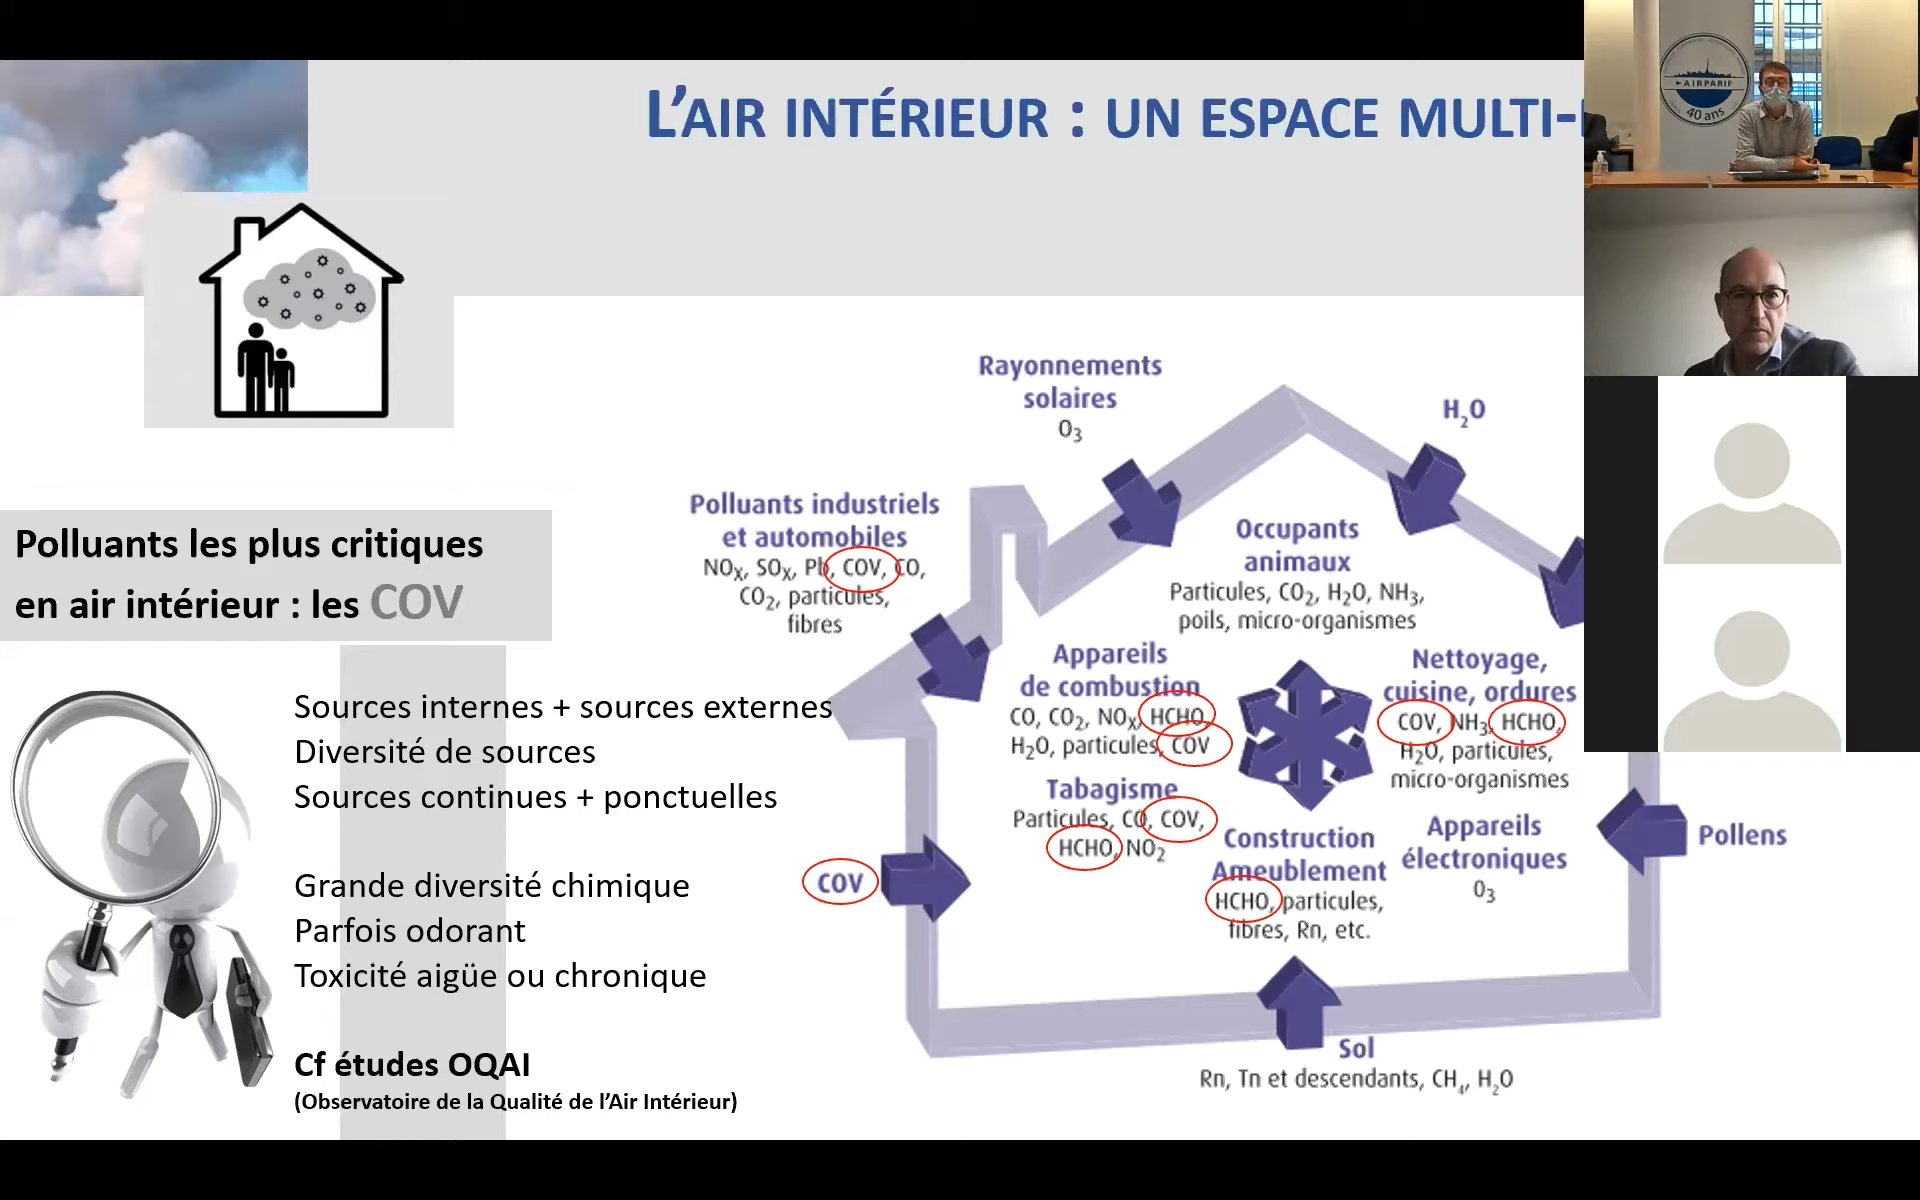 L’AIR INTÉRIEUR : UN ESPACE MULTI-
AIRPARIF
40 ans
Rayonnements
solaires
O₃
H₂O
Polluants industriels
et automobiles
NOX, SOX, Pb, COV, CO,
CO₂, particules,
fibres
Occupants
animaux
Particules, CO₂, H₂O, NH₃,
poils, micro-organismes
Polluants les plus critiques
en air intérieur : les COV
Appareils
de combustion
CO, CO₂, NOX, HCHO,
H₂O, particules, COV
Nettoyage,
cuisine, ordures
COV, NH₃, HCHO,
H₂O, particules,
micro-organismes
Sources internes + sources externes
Diversité de sources
Sources continues + ponctuelles
Tabagisme
Particules, CO, COV,
HCHO, NO₂
Construction
Ameublement
HCHO, particules,
fibres, Rn, etc.
Appareils
électroniques
O₃
Pollens
COV
Grande diversité chimique
Parfois odorant
Toxicité aigüe ou chronique
Sol
Rn, Tn et descendants, CH₄, H₂O
Cf études OQAI
(Observatoire de la Qualité de l’Air Intérieur)